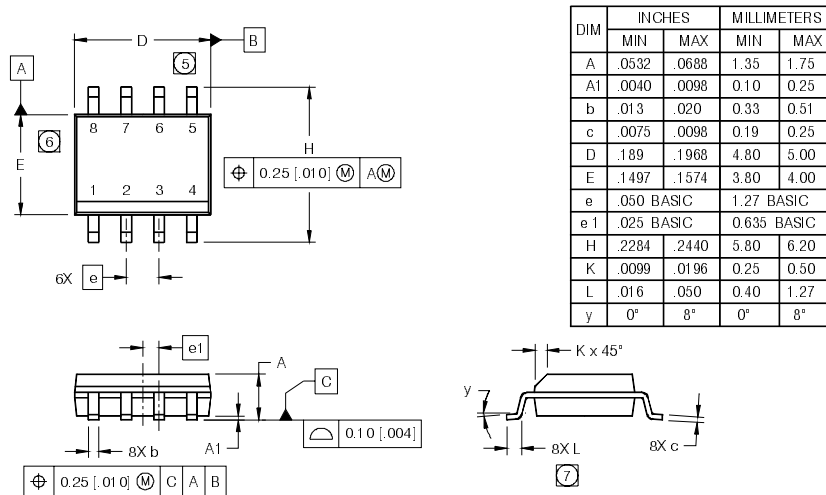 D
B
5
A
8 7 6 5
6
E
H
⌖ 0.25 [.010] Ⓜ A Ⓜ
1 2 3 4
6X e
DIM INCHES MILLIMETERS
MIN MAX MIN MAX
A .0532 .0688 1.35 1.75
A1 .0040 .0098 0.10 0.25
b .013 .020 0.33 0.51
c .0075 .0098 0.19 0.25
D .189 .1968 4.80 5.00
E .1497 .1574 3.80 4.00
e .050 BASIC 1.27 BASIC
e 1 .025 BASIC 0.635 BASIC
H .2284 .2440 5.80 6.20
K .0099 .0196 0.25 0.50
L .016 .050 0.40 1.27
y 0° 8° 0° 8°
e1
A
C
A1
⌓ 0.10 [.004]
8X b
⌖ 0.25 [.010] Ⓜ C A B
K x 45°
y
8X L
8X c
7